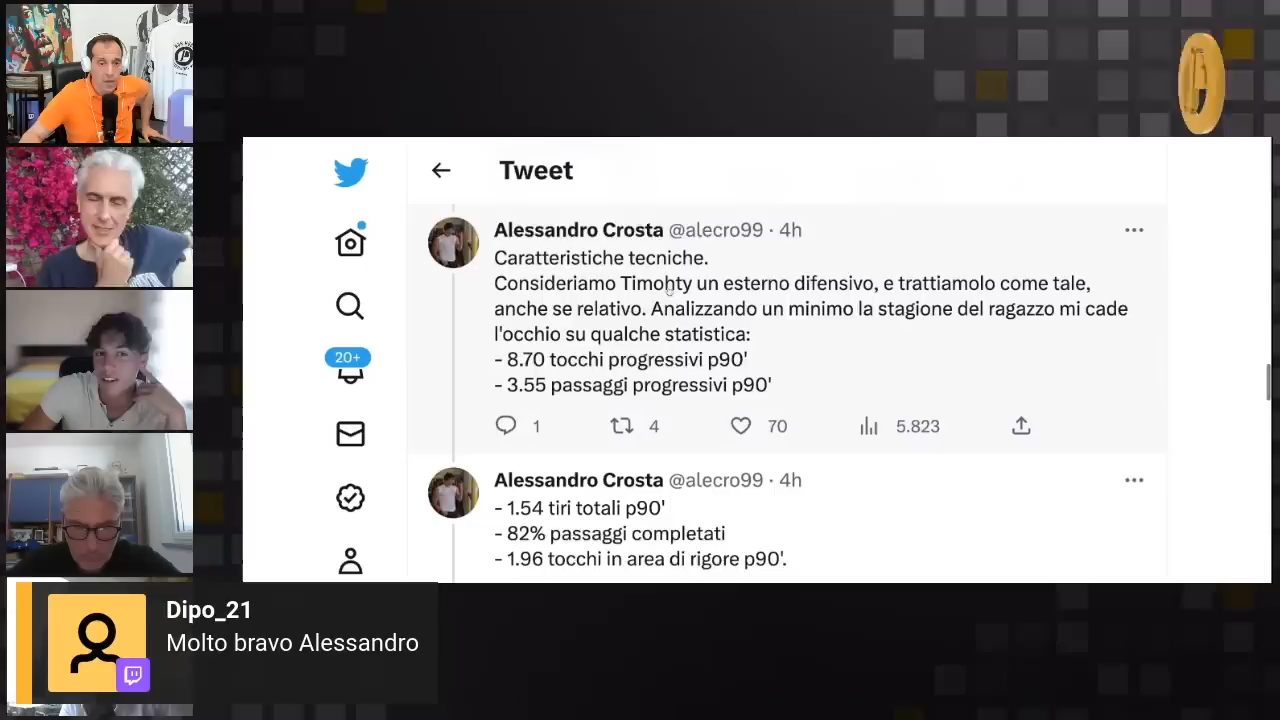 Tweet
Alessandro Crosta @alecro99 · 4h
Caratteristiche tecniche.
Consideriamo Timohty un esterno difensivo, e trattiamolo come tale,
anche se relativo. Analizzando un minimo la stagione del ragazzo mi cade
l'occhio su qualche statistica:
- 8.70 tocchi progressivi p90'
- 3.55 passaggi progressivi p90'
1
4
70
5.823
20+
Alessandro Crosta @alecro99 · 4h
- 1.54 tiri totali p90'
- 82% passaggi completati
- 1.96 tocchi in area di rigore p90'.
Dipo_21
Molto bravo Alessandro